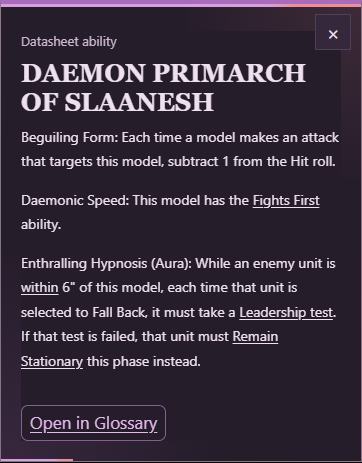 Datasheet ability
×
DAEMON PRIMARCH
OF SLAANESH
Beguiling Form: Each time a model makes an attack
that targets this model, subtract 1 from the Hit roll.
Daemonic Speed: This model has the Fights First
ability.
Enthralling Hypnosis (Aura): While an enemy unit is
within 6" of this model, each time that unit is
selected to Fall Back, it must take a Leadership test.
If that test is failed, that unit must Remain
Stationary this phase instead.
Open in Glossary